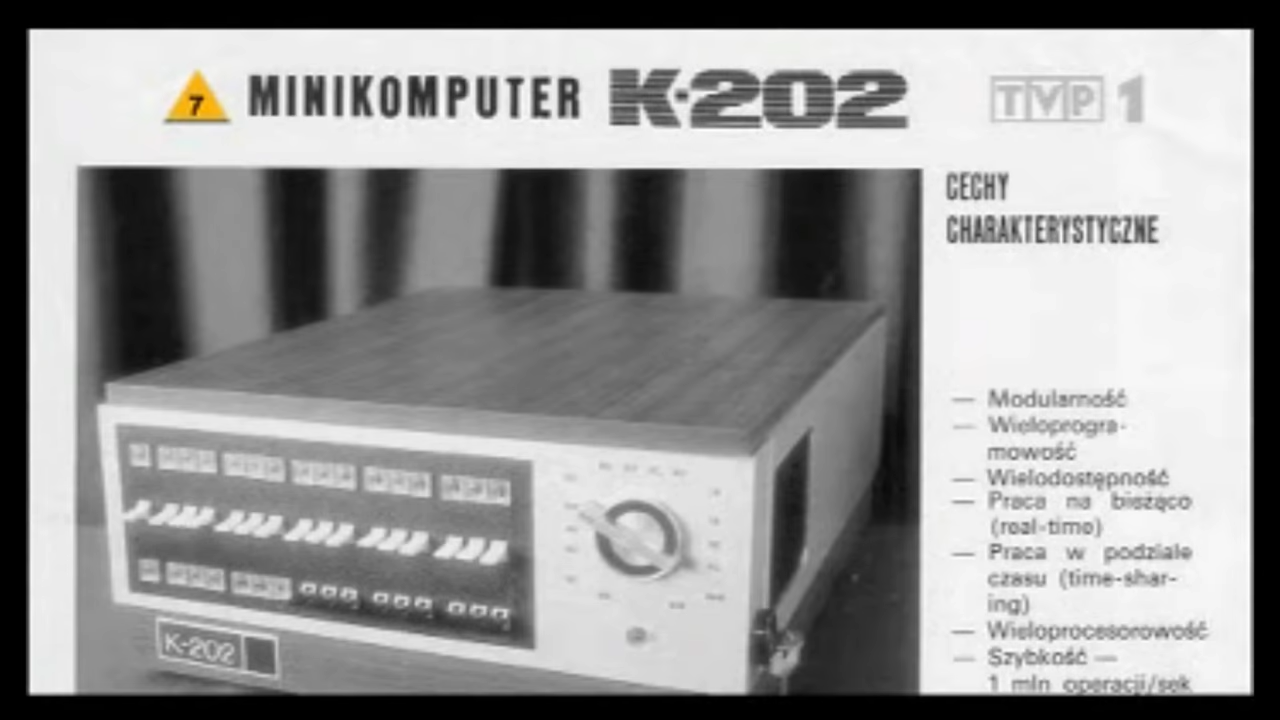 7 MINIKOMPUTER K-202 TVP 1
CECHY
CHARAKTERYSTYCZNE
— Modularność
— Wieloprogra-
mowość
— Wielodostępność
— Praca na bieżąco
(real-time)
— Praca w podziale
czasu (time-shar-
ing)
— Wieloprocesorowość
— Szybkość —
1 mln operacji/sek
K-202